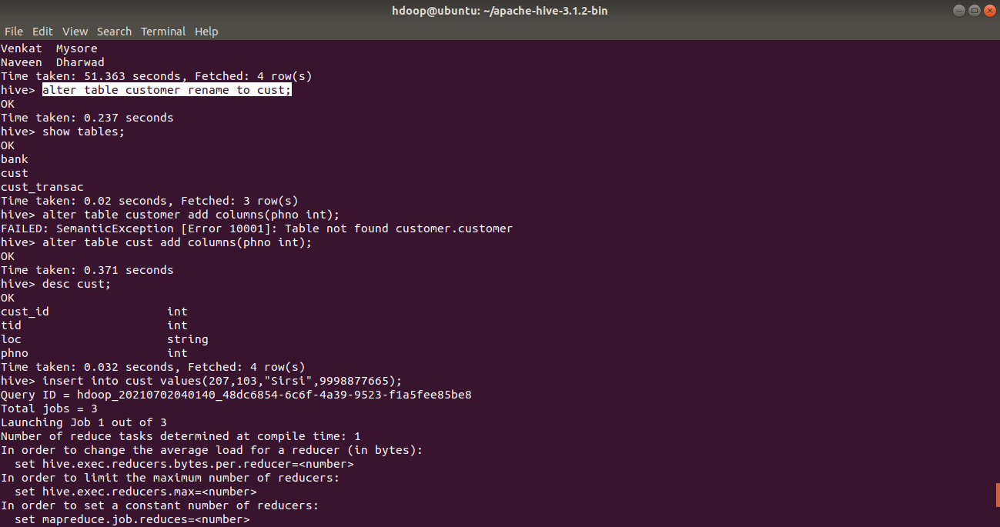 hdoop@ubuntu: ~/apache-hive-3.1.2-bin
File Edit View Search Terminal Help
Venkat  Mysore
Naveen  Dharwad
Time taken: 51.363 seconds, Fetched: 4 row(s)
hive> alter table customer rename to cust;
OK
Time taken: 0.237 seconds
hive> show tables;
OK
bank
cust
cust_transac
Time taken: 0.02 seconds, Fetched: 3 row(s)
hive> alter table customer add columns(phno int);
FAILED: SemanticException [Error 10001]: Table not found customer.customer
hive> alter table cust add columns(phno int);
OK
Time taken: 0.371 seconds
hive> desc cust;
OK
cust_id                 int
tid                     int
loc                     string
phno                    int
Time taken: 0.032 seconds, Fetched: 4 row(s)
hive> insert into cust values(207,103,"Sirsi",9998877665);
Query ID = hdoop_20210702040140_48dc6854-6c6f-4a39-9523-f1a5fee85be8
Total jobs = 3
Launching Job 1 out of 3
Number of reduce tasks determined at compile time: 1
In order to change the average load for a reducer (in bytes):
  set hive.exec.reducers.bytes.per.reducer=<number>
In order to limit the maximum number of reducers:
  set hive.exec.reducers.max=<number>
In order to set a constant number of reducers:
  set mapreduce.job.reduces=<number>